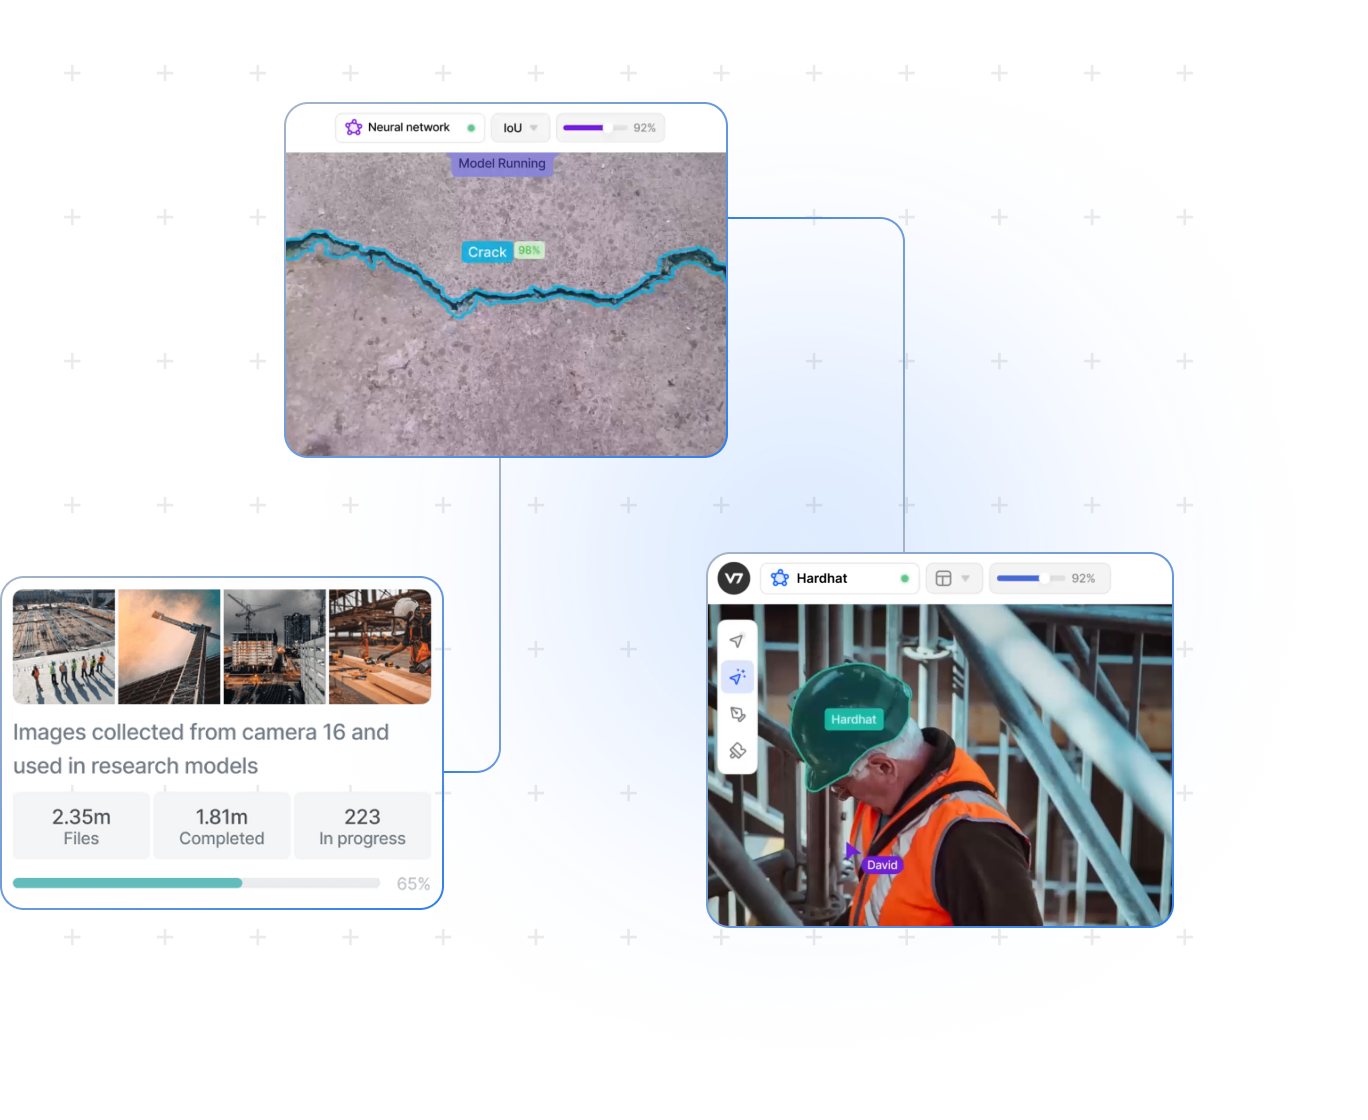 Neural network
IoU
92%
Model Running
Crack
98%
Images collected from camera 16 and
used in research models
2.35m
Files
1.81m
Completed
223
In progress
65%
V7
Hardhat
92%
Hardhat
David